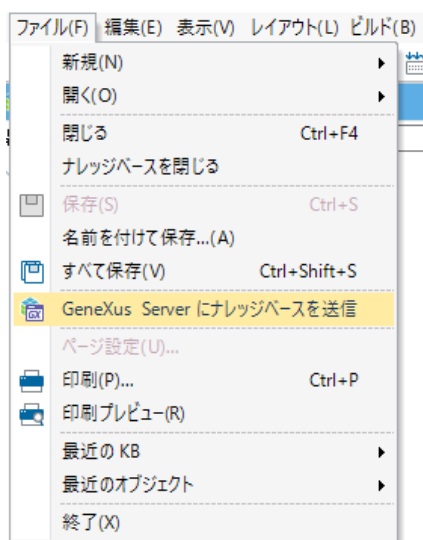 ファイル(F) 編集(E) 表示(V) レイアウト(L) ビルド(B)
新規(N)
開く(O)
閉じる Ctrl+F4
ナレッジベースを閉じる
保存(S) Ctrl+S
名前を付けて保存...(A)
すべて保存(V) Ctrl+Shift+S
GeneXus Server にナレッジベースを送信
ページ設定(U)...
印刷(P)... Ctrl+P
印刷プレビュー(R)
最近の KB
最近のオブジェクト
終了(X)